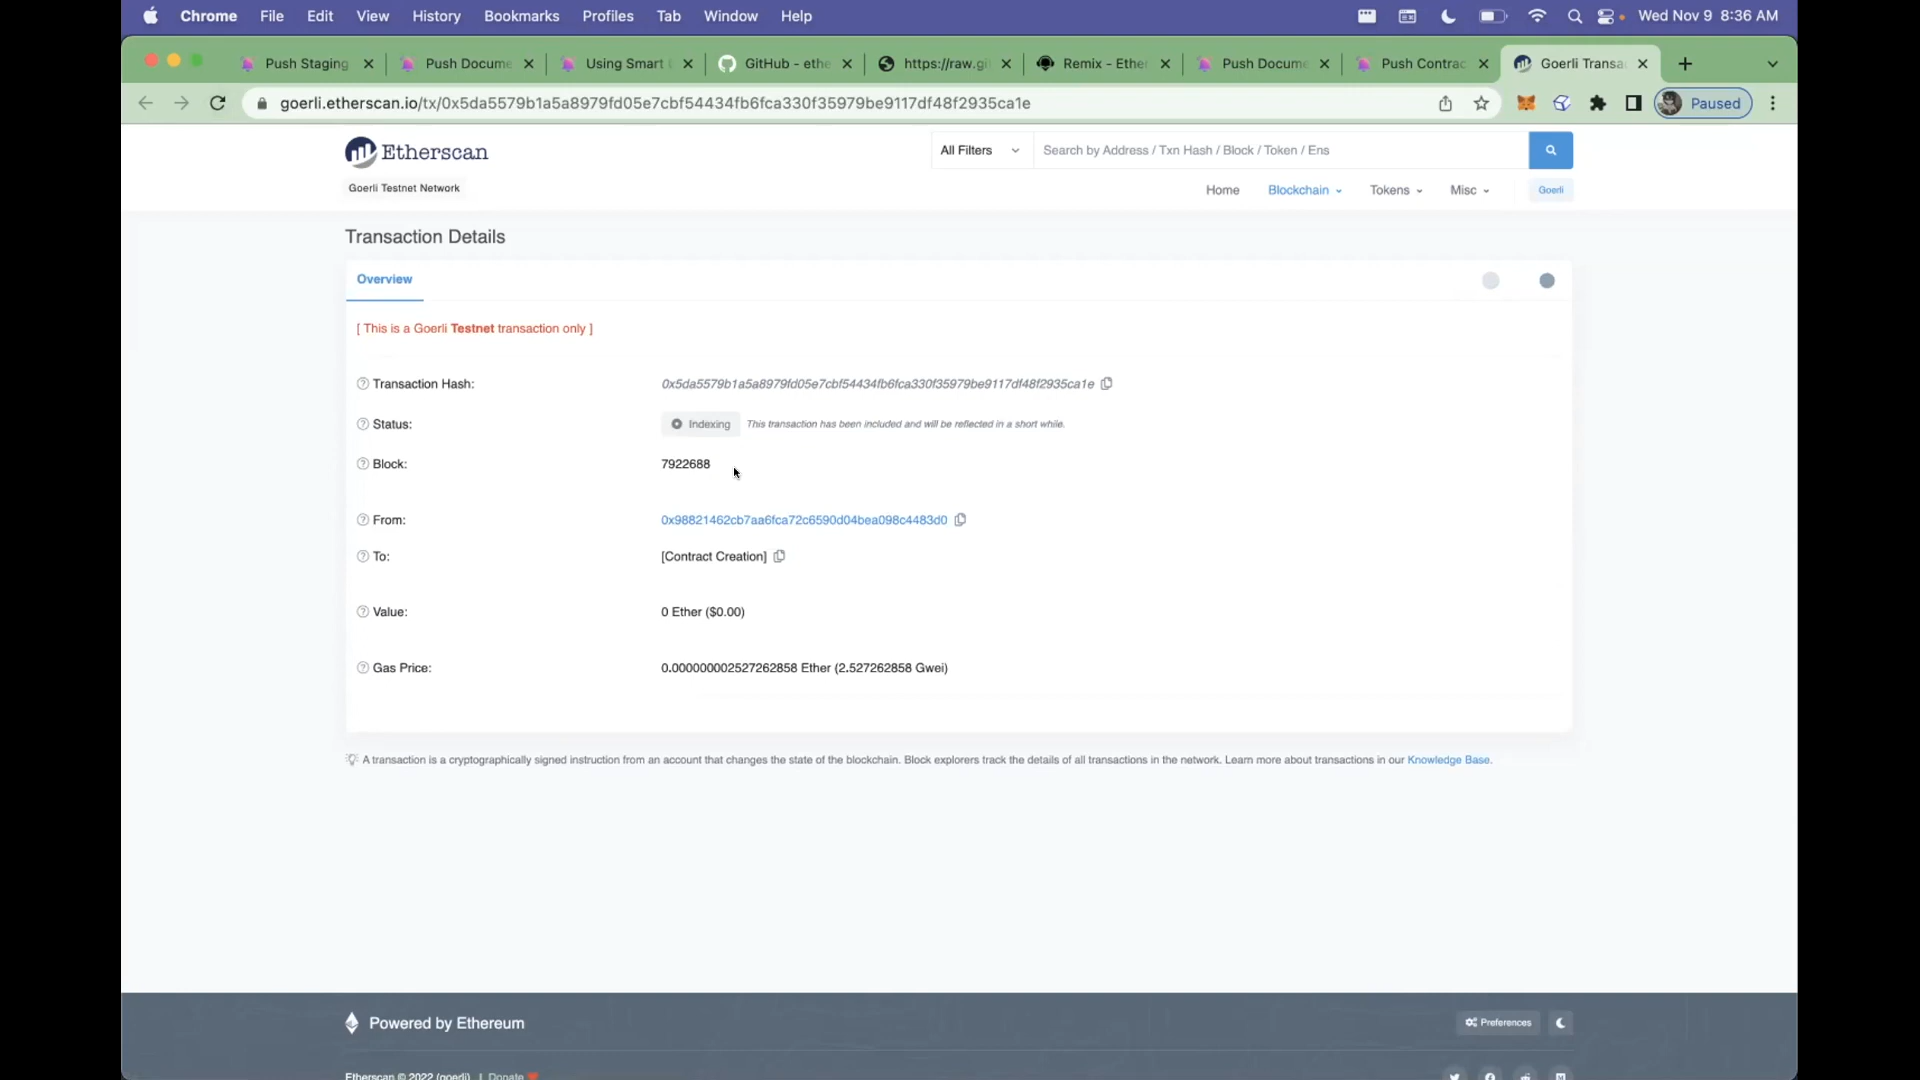 Chrome File Edit View History Bookmarks Profiles Tab Window Help Wed Nov 9 8:36 AM
Push Staging Push Docume Using Smart GitHub - ethe https://raw.gi Remix - Ether Push Docume Push Contrac Goerli Transa
goerli.etherscan.io/tx/0x5da5579b1a5a8979fd05e7cbf54434fb6fca330f35979be9117df48f2935ca1e Paused
Etherscan
All Filters Search by Address / Txn Hash / Block / Token / Ens
Goerli Testnet Network
Home Blockchain Tokens Misc Goerli
Transaction Details
Overview
[ This is a Goerli Testnet transaction only ]
Transaction Hash: 0x5da5579b1a5a8979fd05e7cbf54434fb6fca330f35979be9117df48f2935ca1e
Status: Indexing This transaction has been included and will be reflected in a short while.
Block: 7922688
From: 0x98821462cb7aa6fca72c6590d04bea098c4483d0
To: [Contract Creation]
Value: 0 Ether ($0.00)
Gas Price: 0.000000002527262858 Ether (2.527262858 Gwei)
A transaction is a cryptographically signed instruction from an account that changes the state of the blockchain. Block explorers track the details of all transactions in the network. Learn more about transactions in our Knowledge Base.
Powered by Ethereum
Preferences
Etherscan © 2022 (goedi) | Donate